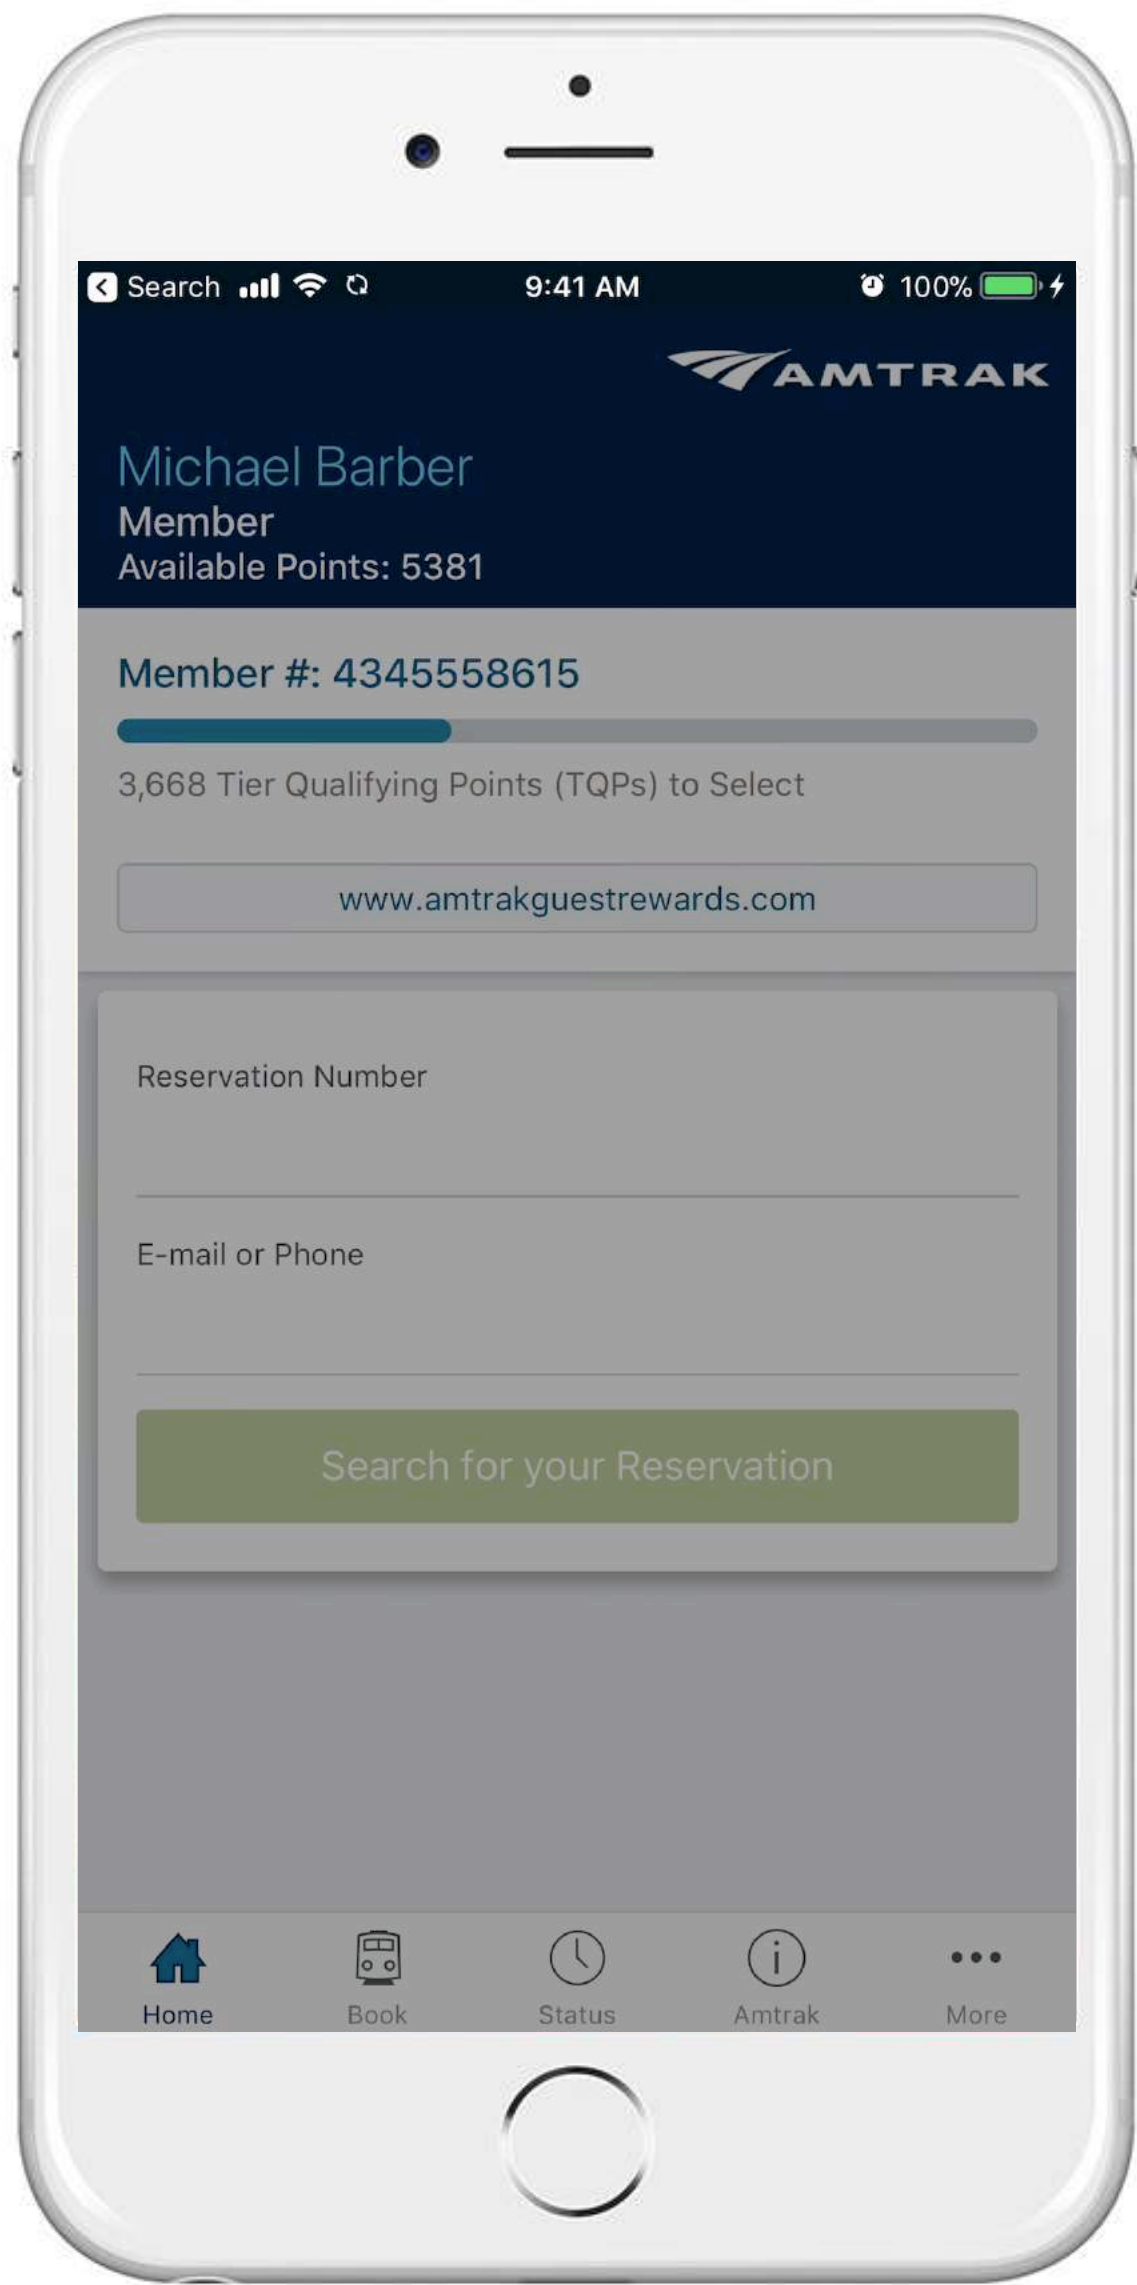 Search 9:41 AM 100%
AMTRAK
Michael Barber
Member
Available Points: 5381
Member #: 4345558615
3,668 Tier Qualifying Points (TQPs) to Select
www.amtrakguestrewards.com
Reservation Number
E-mail or Phone
Search for your Reservation
Home Book Status Amtrak More